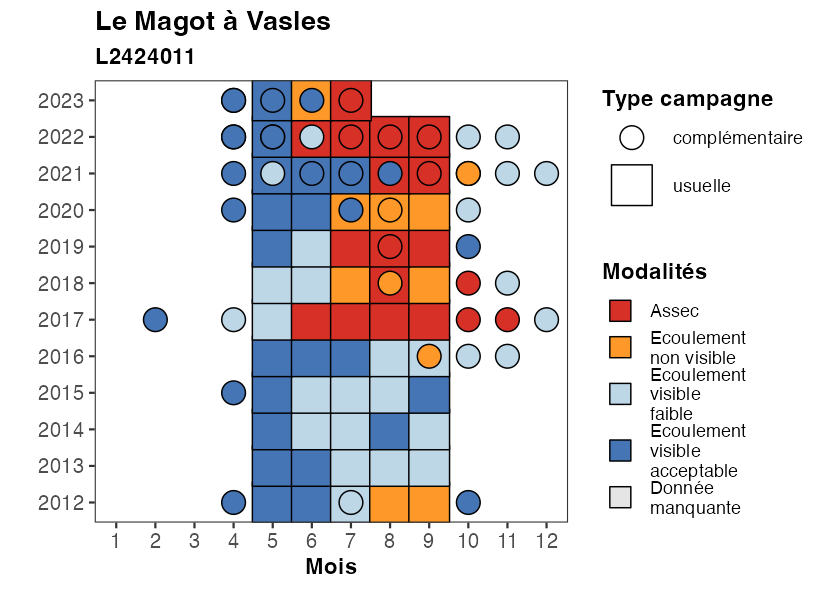 Le Magot à Vasles
L2424011
2023
2022
2021
2020
2019
2018
2017
2016
2015
2014
2013
2012
1 2 3 4 5 6 7 8 9 10 11 12
Mois
Type campagne
complémentaire
usuelle
Modalités
Assec
Ecoulement
non visible
Ecoulement
visible
faible
Ecoulement
visible
acceptable
Donnée
manquante